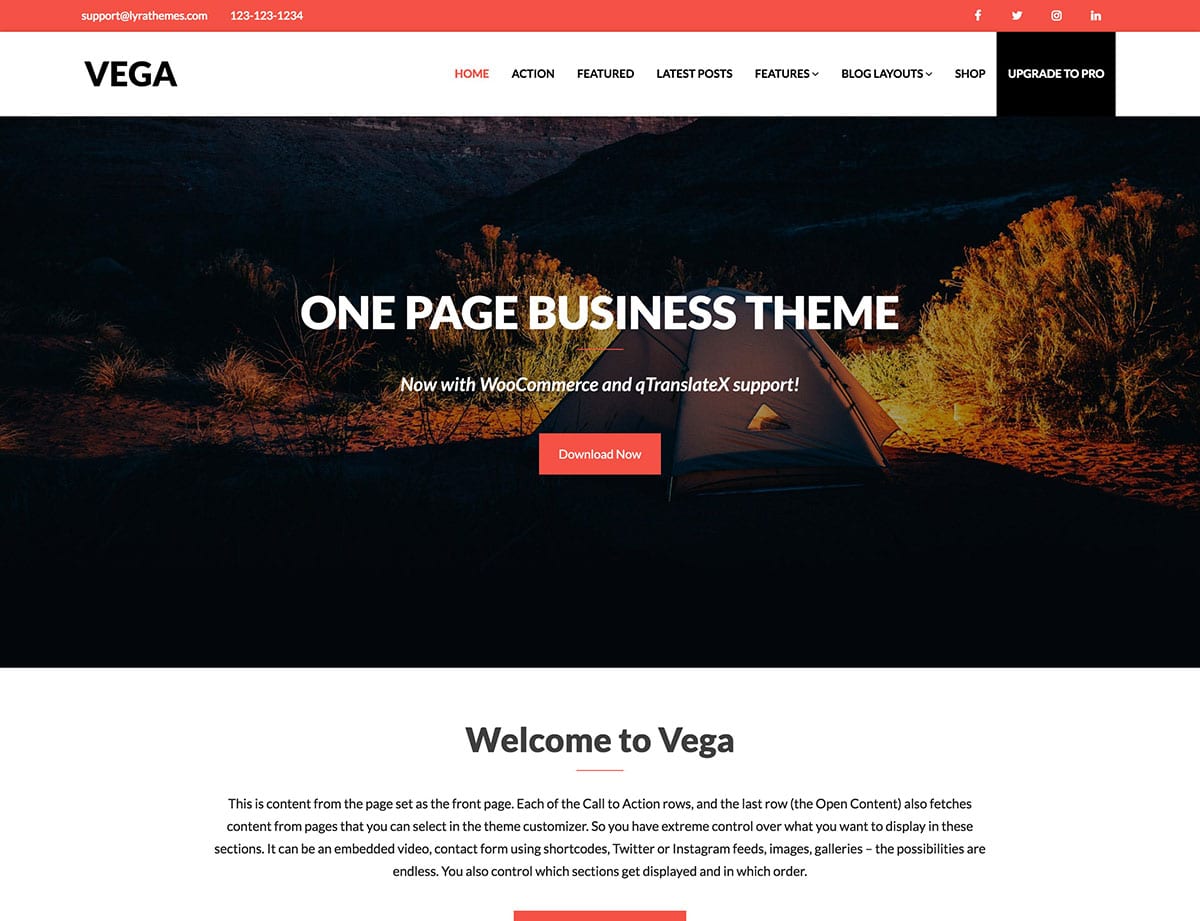 support@lyrathemes.com 123-123-1234
VEGA
HOME ACTION FEATURED LATEST POSTS FEATURES BLOG LAYOUTS SHOP UPGRADE TO PRO
ONE PAGE BUSINESS THEME
Now with WooCommerce and qTranslateX support!
Download Now
Welcome to Vega
This is content from the page set as the front page. Each of the Call to Action rows, and the last row (the Open Content) also fetches
content from pages that you can select in the theme customizer. So you have extreme control over what you want to display in these
sections. It can be an embedded video, contact form using shortcodes, Twitter or Instagram feeds, images, galleries – the possibilities are
endless. You also control which sections get displayed and in which order.